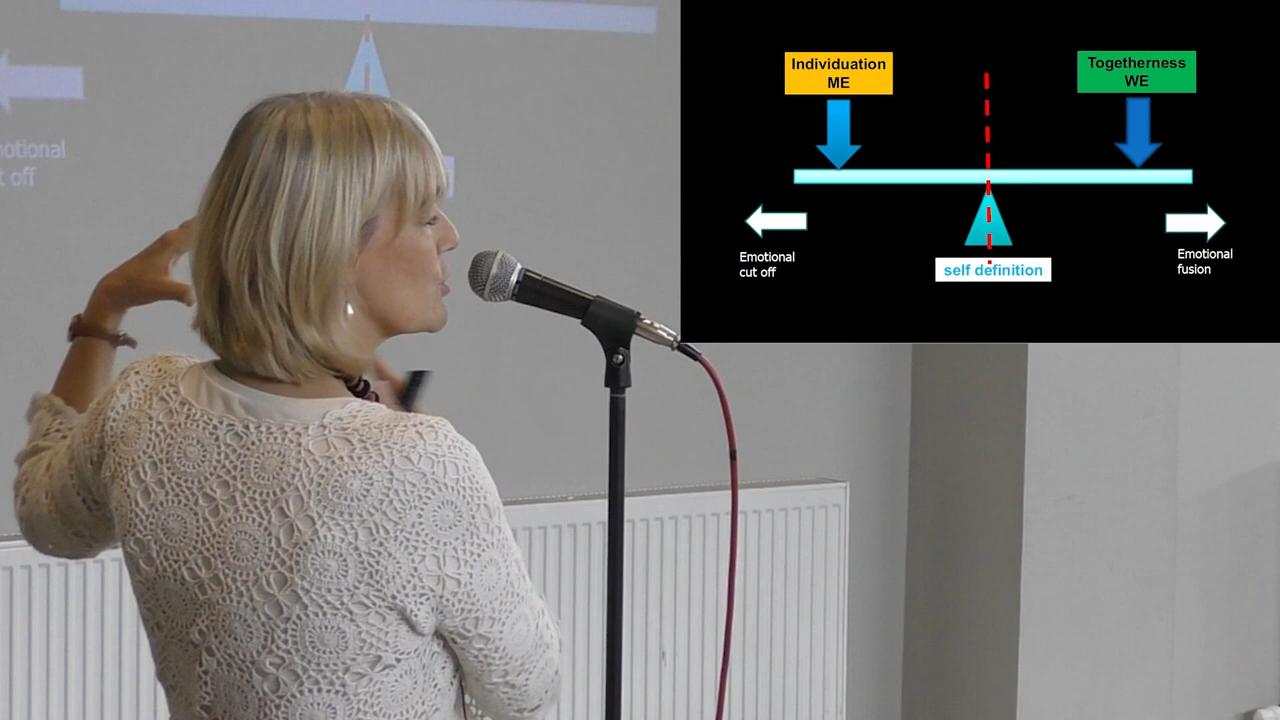 Individuation
ME
Togetherness
WE
Emotional
cut off
self definition
Emotional
fusion
otional
t off